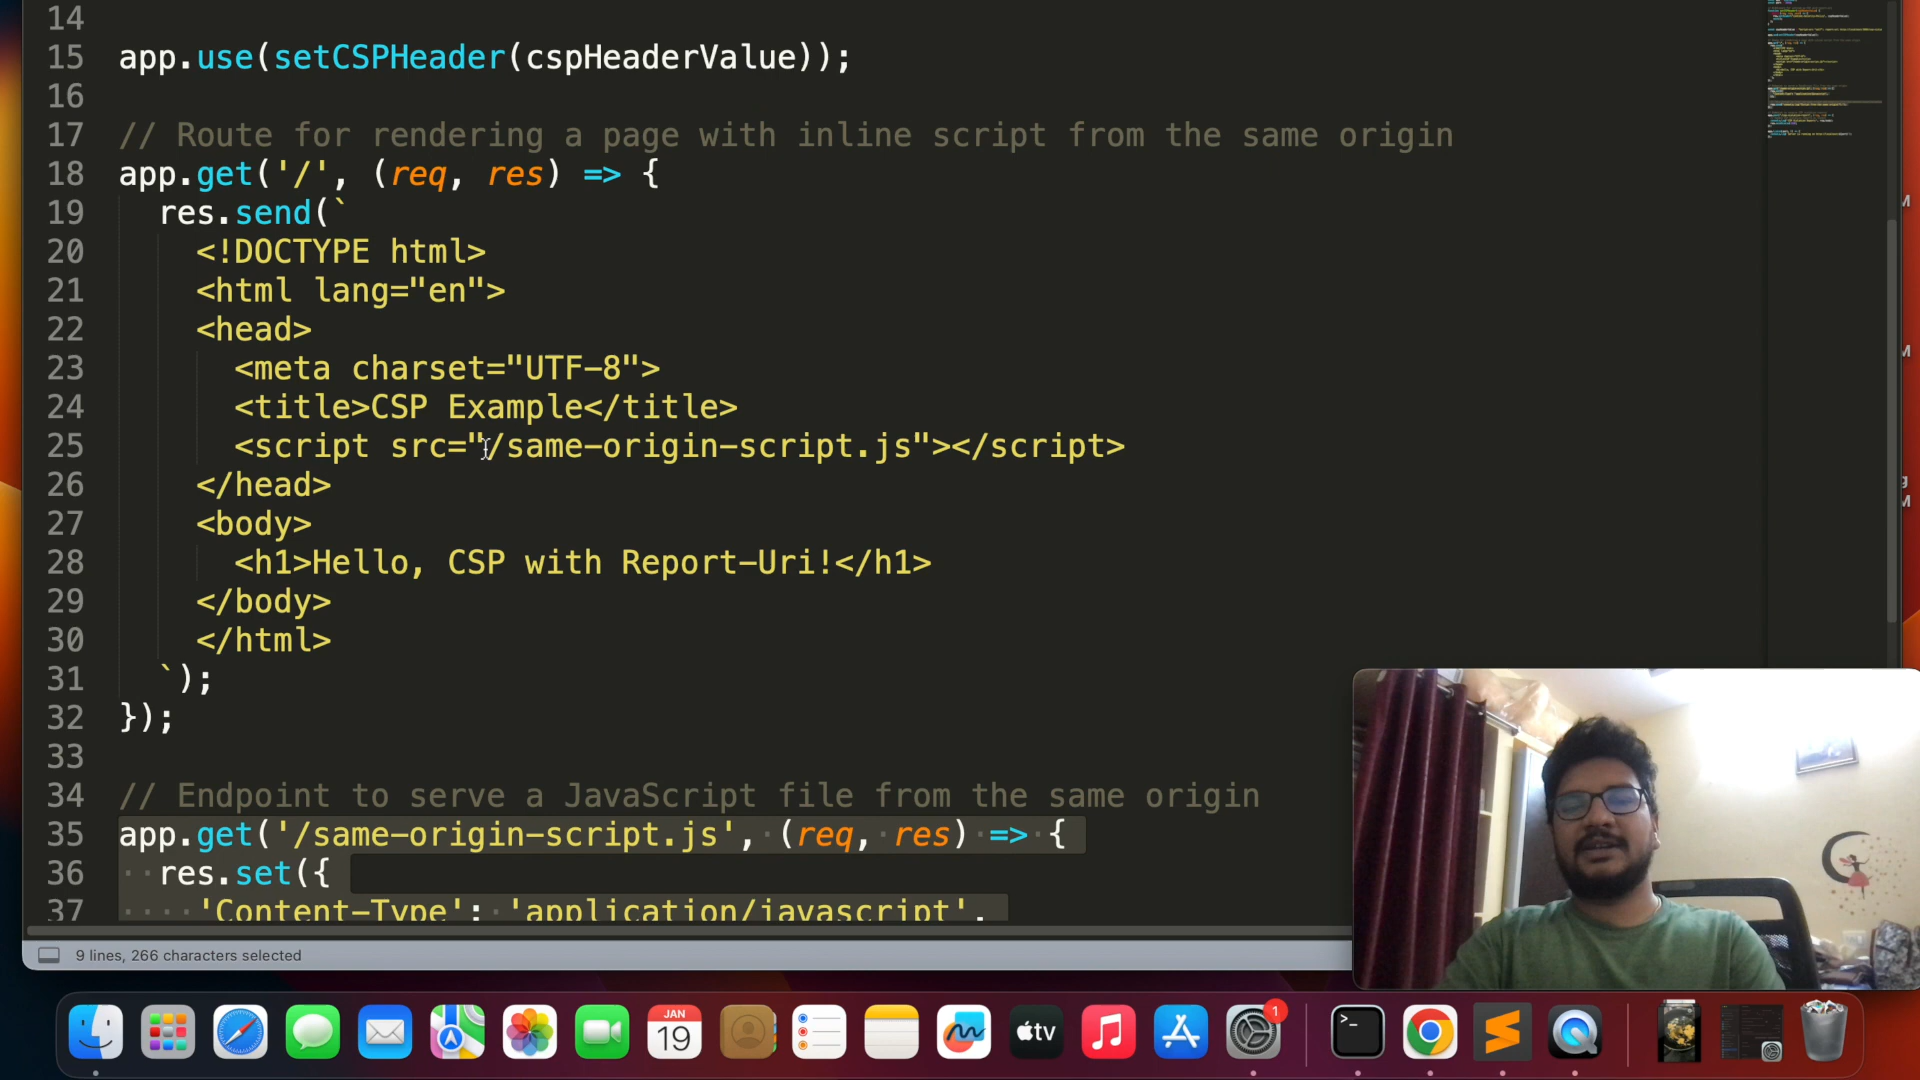 14
15 app.use(setCSPHeader(cspHeaderValue));
16
17 // Route for rendering a page with inline script from the same origin
18 app.get('/', (req, res) => {
19 res.send(`
20 <!DOCTYPE html>
21 <html lang="en">
22 <head>
23 <meta charset="UTF-8">
24 <title>CSP Example</title>
25 <script src="/same-origin-script.js"></script>
26 </head>
27 <body>
28 <h1>Hello, CSP with Report-Uri!</h1>
29 </body>
30 </html>
31 `);
32 });
33
34 // Endpoint to serve a JavaScript file from the same origin
35 app.get('/same-origin-script.js', (req, res) => {
36 res.set({
37 'Content-Type': 'application/javascript',
9 lines, 266 characters selected
JAN
19
tv
1
>_